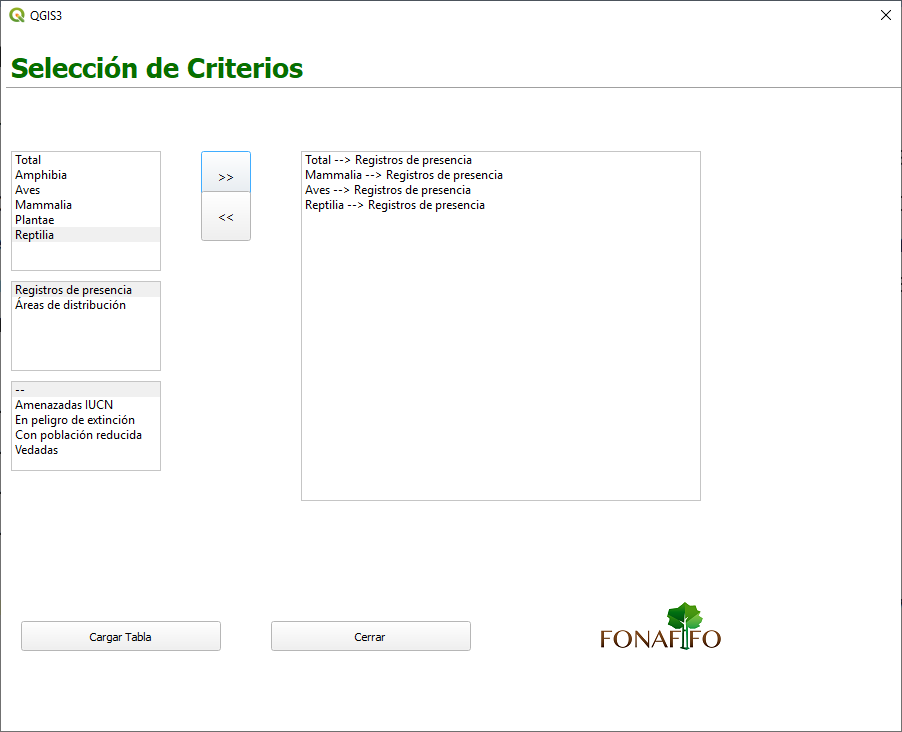 QGIS3
Selección de Criterios
Total
Amphibia
Aves
Mammalia
Plantae
Reptilia
>>
<<
Total --> Registros de presencia
Mammalia --> Registros de presencia
Aves --> Registros de presencia
Reptilia --> Registros de presencia
Registros de presencia
Áreas de distribución
--
Amenazadas IUCN
En peligro de extinción
Con población reducida
Vedadas
Cargar Tabla
Cerrar
FONAFIFO